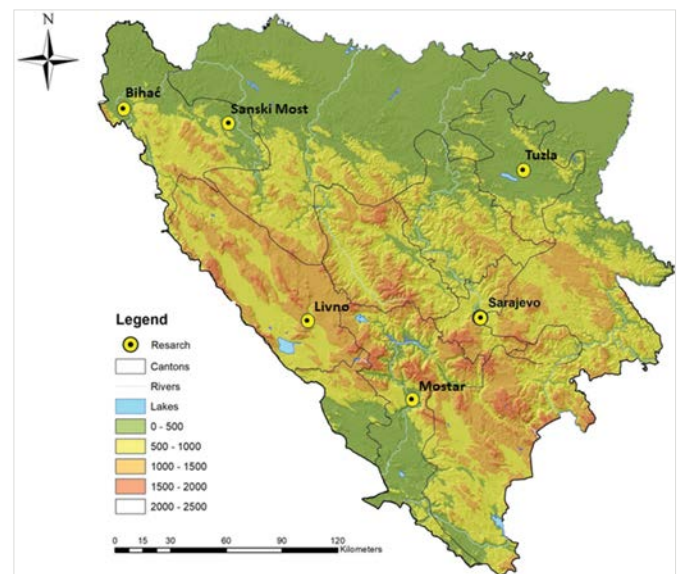 N
Bihać
Sanski Most
Tuzla
Livno
Sarajevo
Mostar
Legend
Resarch
Cantons
Rivers
Lakes
0 - 500
500 - 1000
1000 - 1500
1500 - 2000
2000 - 2500
0 15 30 60 90 120
Kilometers